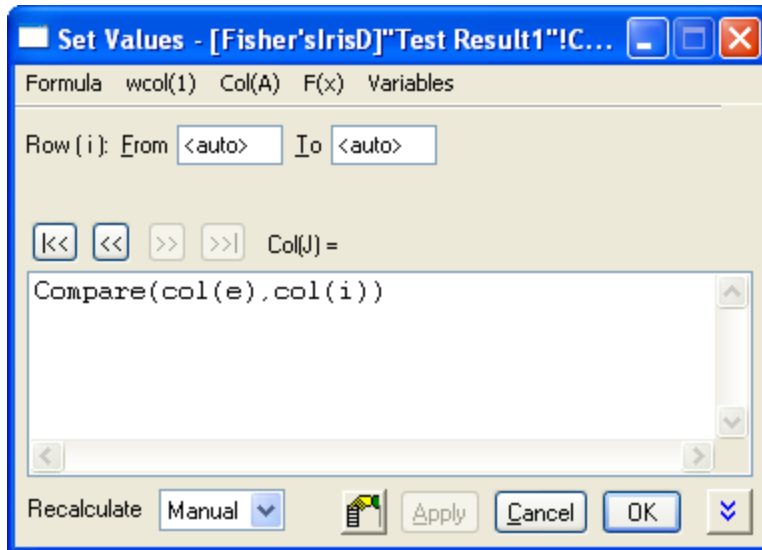 Set Values - [Fisher'sIrisD]"Test Result1"!C...
Formula wcol(1) Col(A) F(x) Variables
Row ( i ): From <auto> To <auto>
|<< << >> >>| Col(J) =
Compare(col(e),col(i))
Recalculate Manual Apply Cancel OK